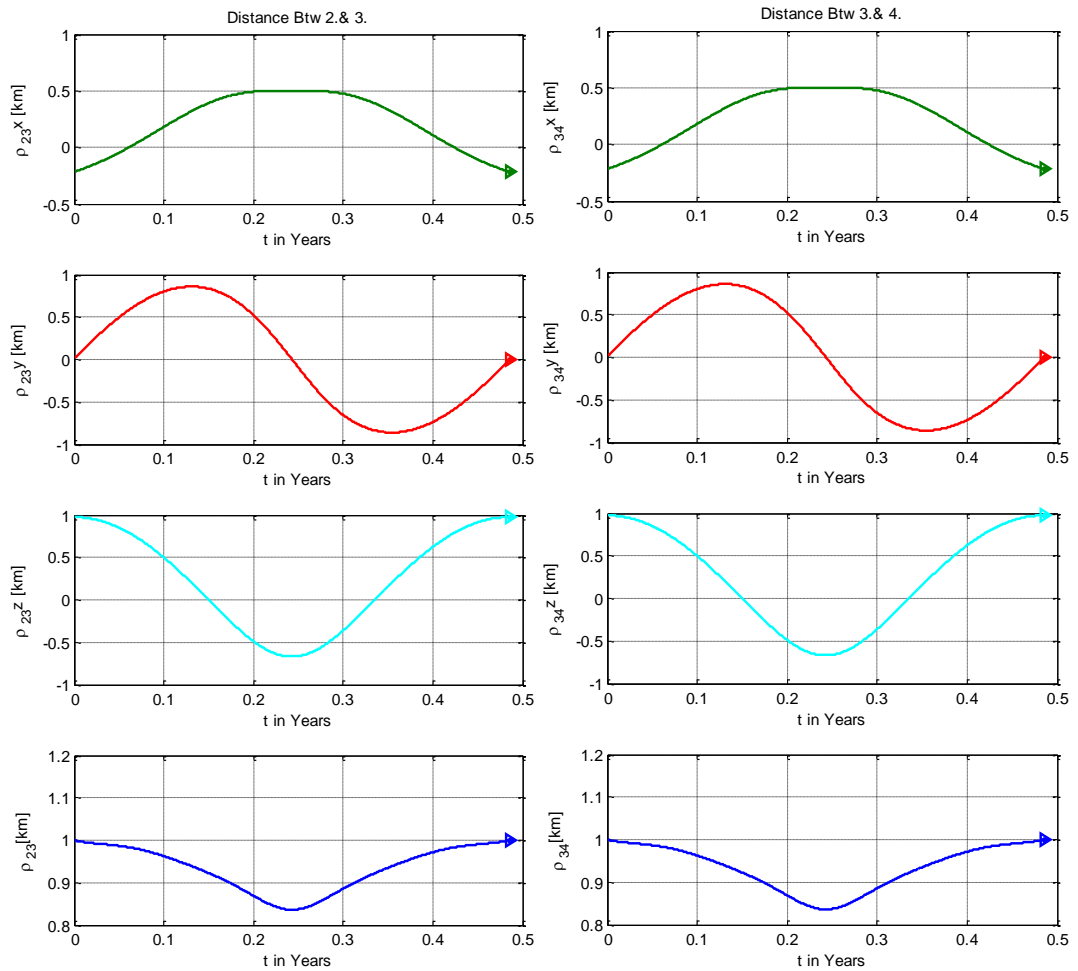 Distance Btw 2.& 3.
1
0.5
0
-0.5
ρ 23x [km]
0 0.1 0.2 0.3 0.4 0.5
t in Years
Distance Btw 3.& 4.
1
0.5
0
-0.5
ρ 34x [km]
0 0.1 0.2 0.3 0.4 0.5
t in Years
1
0.5
0
-0.5
-1
ρ 23y [km]
0 0.1 0.2 0.3 0.4 0.5
t in Years
1
0.5
0
-0.5
-1
ρ 34y [km]
0 0.1 0.2 0.3 0.4 0.5
t in Years
1
0.5
0
-0.5
-1
ρ 23z [km]
0 0.1 0.2 0.3 0.4 0.5
t in Years
1
0.5
0
-0.5
-1
ρ 34z [km]
0 0.1 0.2 0.3 0.4 0.5
t in Years
1.2
1.1
1
0.9
0.8
ρ 23[km]
0 0.1 0.2 0.3 0.4 0.5
t in Years
1.2
1.1
1
0.9
0.8
ρ 34[km]
0 0.1 0.2 0.3 0.4 0.5
t in Years